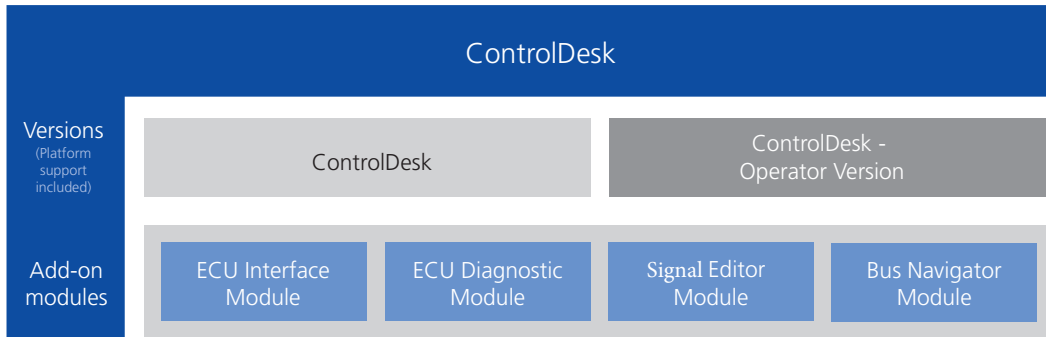 ControlDesk
Versions
(Platform
support
included)
ControlDesk
ControlDesk -
Operator Version
Add-on
modules
ECU Interface
Module
ECU Diagnostic
Module
Signal Editor
Module
Bus Navigator
Module